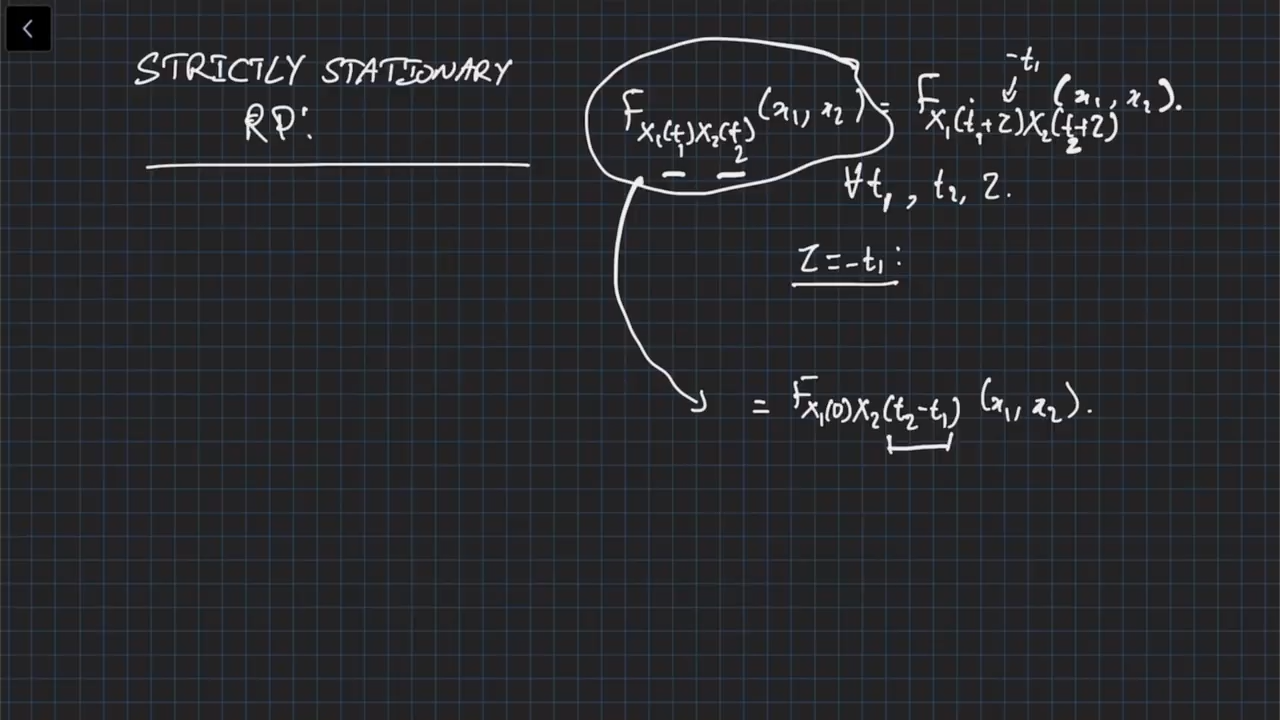 STRICTLY STATIONARY
RP:
F_{X₁(t₁)X₂(t₂)}(x₁, x₂) = F_{X₁(t₁+τ)X₂(t₂+τ)}(x₁, x₂).
-t₁
∀t₁, t₂, τ.
τ=-t₁:
= F_{X₁(0)X₂(t₂-t₁)}(x₁, x₂).